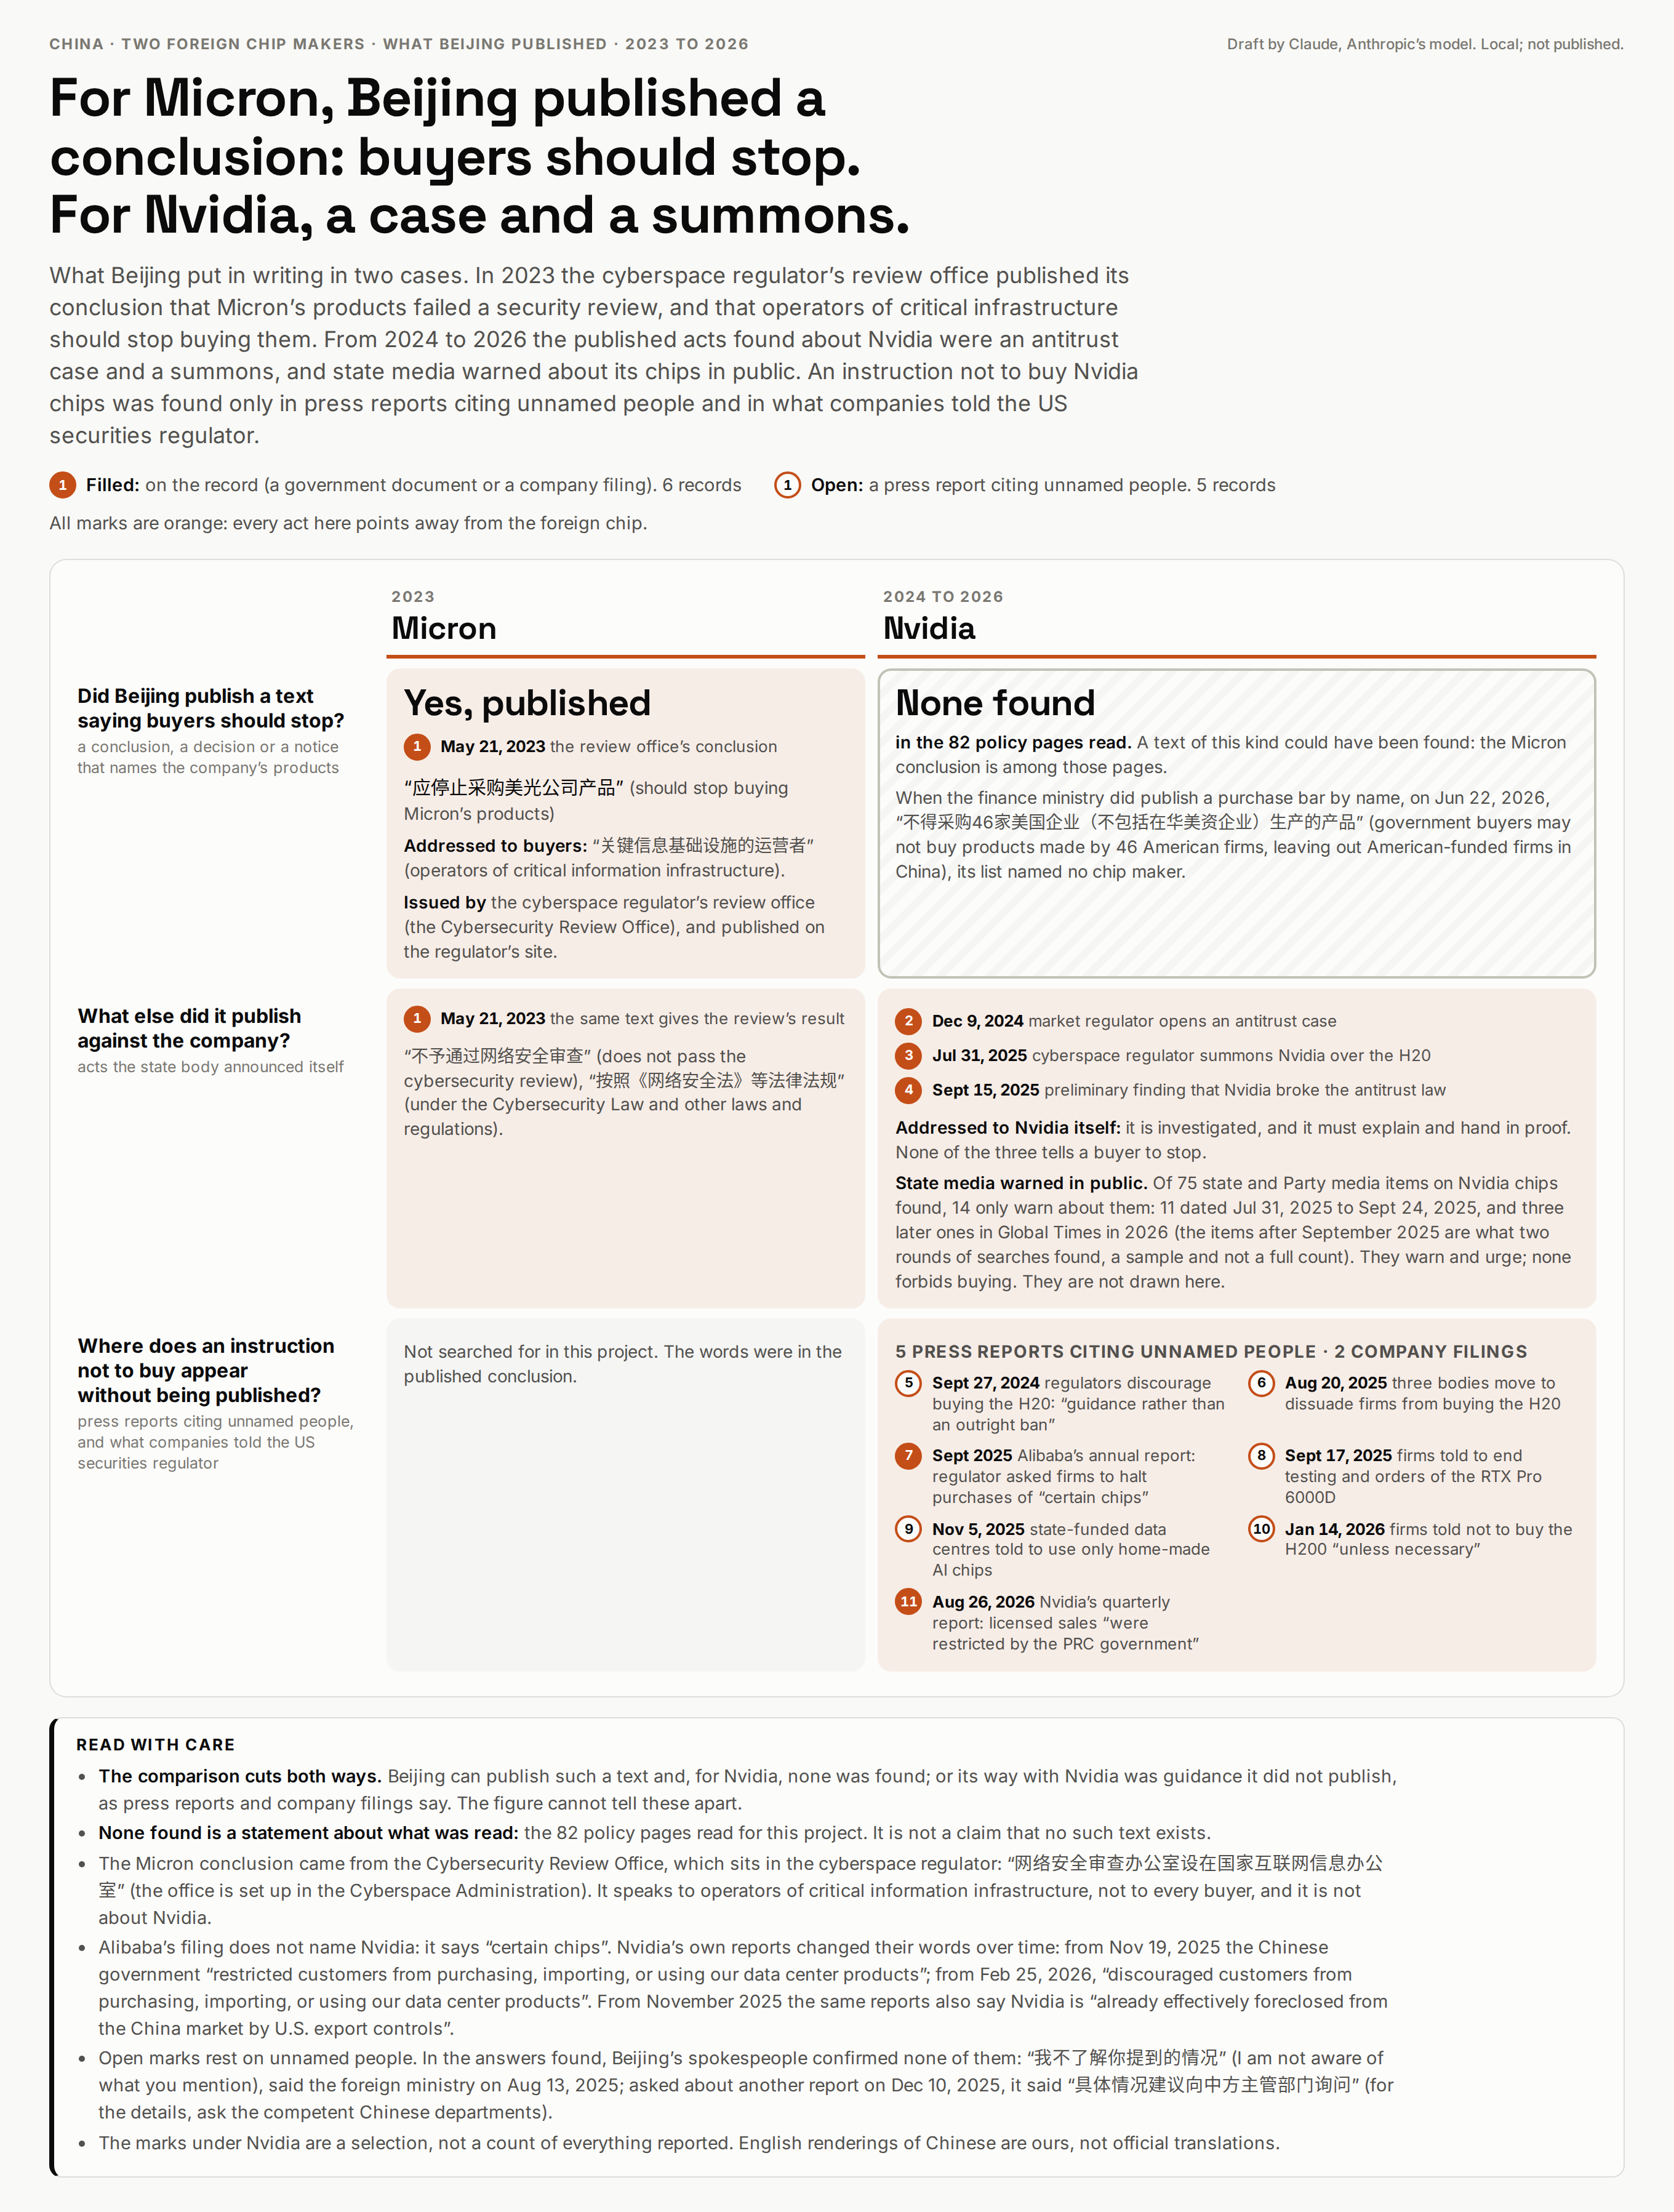 CHINA · TWO FOREIGN CHIP MAKERS · WHAT BEIJING PUBLISHED · 2023 TO 2026
Draft by Claude, Anthropic’s model. Local; not published.
For Micron, Beijing published a
conclusion: buyers should stop.
For Nvidia, a case and a summons.
What Beijing put in writing in two cases. In 2023 the cyberspace regulator’s review office published its
conclusion that Micron’s products failed a security review, and that operators of critical infrastructure
should stop buying them. From 2024 to 2026 the published acts found about Nvidia were an antitrust
case and a summons, and state media warned about its chips in public. An instruction not to buy Nvidia
chips was found only in press reports citing unnamed people and in what companies told the US
securities regulator.
1 Filled: on the record (a government document or a company filing). 6 records
1 Open: a press report citing unnamed people. 5 records
All marks are orange: every act here points away from the foreign chip.
2023
Micron
2024 TO 2026
Nvidia
Did Beijing publish a text
saying buyers should stop?
a conclusion, a decision or a notice
that names the company’s products
Yes, published
1 May 21, 2023 the review office’s conclusion
“应停止采购美光公司产品” (should stop buying
Micron’s products)
Addressed to buyers: “关键信息基础设施的运营者”
(operators of critical information infrastructure).
Issued by the cyberspace regulator’s review office
(the Cybersecurity Review Office), and published on
the regulator’s site.
None found
in the 82 policy pages read. A text of this kind could have been found: the Micron
conclusion is among those pages.
When the finance ministry did publish a purchase bar by name, on Jun 22, 2026,
“不得采购46家美国企业（不包括在华美资企业）生产的产品” (government buyers may
not buy products made by 46 American firms, leaving out American-funded firms in
China), its list named no chip maker.
What else did it publish
against the company?
acts the state body announced itself
1 May 21, 2023 the same text gives the review’s result
“不予通过网络安全审查” (does not pass the
cybersecurity review), “按照《网络安全法》等法律法规”
(under the Cybersecurity Law and other laws and
regulations).
2 Dec 9, 2024 market regulator opens an antitrust case
3 Jul 31, 2025 cyberspace regulator summons Nvidia over the H20
4 Sept 15, 2025 preliminary finding that Nvidia broke the antitrust law
Addressed to Nvidia itself: it is investigated, and it must explain and hand in proof.
None of the three tells a buyer to stop.
State media warned in public. Of 75 state and Party media items on Nvidia chips
found, 14 only warn about them: 11 dated Jul 31, 2025 to Sept 24, 2025, and three
later ones in Global Times in 2026 (the items after September 2025 are what two
rounds of searches found, a sample and not a full count). They warn and urge; none
forbids buying. They are not drawn here.
Where does an instruction
not to buy appear
without being published?
press reports citing unnamed people,
and what companies told the US
securities regulator
Not searched for in this project. The words were in the
published conclusion.
5 PRESS REPORTS CITING UNNAMED PEOPLE · 2 COMPANY FILINGS
5 Sept 27, 2024 regulators discourage
buying the H20: “guidance rather than
an outright ban”
6 Aug 20, 2025 three bodies move to
dissuade firms from buying the H20
7 Sept 2025 Alibaba’s annual report:
regulator asked firms to halt
purchases of “certain chips”
8 Sept 17, 2025 firms told to end
testing and orders of the RTX Pro
6000D
9 Nov 5, 2025 state-funded data
centres told to use only home-made
AI chips
10 Jan 14, 2026 firms told not to buy the
H200 “unless necessary”
11 Aug 26, 2026 Nvidia’s quarterly
report: licensed sales “were
restricted by the PRC government”
READ WITH CARE
• The comparison cuts both ways. Beijing can publish such a text and, for Nvidia, none was found; or its way with Nvidia was guidance it did not publish,
as press reports and company filings say. The figure cannot tell these apart.
• None found is a statement about what was read: the 82 policy pages read for this project. It is not a claim that no such text exists.
• The Micron conclusion came from the Cybersecurity Review Office, which sits in the cyberspace regulator: “网络安全审查办公室设在国家互联网信息办公
室” (the office is set up in the Cyberspace Administration). It speaks to operators of critical information infrastructure, not to every buyer, and it is not
about Nvidia.
• Alibaba’s filing does not name Nvidia: it says “certain chips”. Nvidia’s own reports changed their words over time: from Nov 19, 2025 the Chinese
government “restricted customers from purchasing, importing, or using our data center products”; from Feb 25, 2026, “discouraged customers from
purchasing, importing, or using our data center products”. From November 2025 the same reports also say Nvidia is “already effectively foreclosed from
the China market by U.S. export controls”.
• Open marks rest on unnamed people. In the answers found, Beijing’s spokespeople confirmed none of them: “我不了解你提到的情况” (I am not aware of
what you mention), said the foreign ministry on Aug 13, 2025; asked about another report on Dec 10, 2025, it said “具体情况建议向中方主管部门询问” (for
the details, ask the competent Chinese departments).
• The marks under Nvidia are a selection, not a count of everything reported. English renderings of Chinese are ours, not official translations.